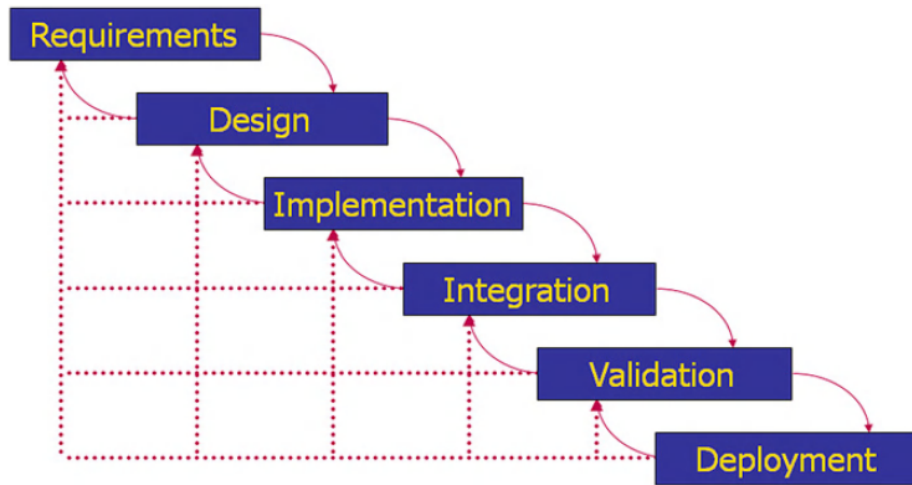 Requirements
Design
Implementation
Integration
Validation
Deployment